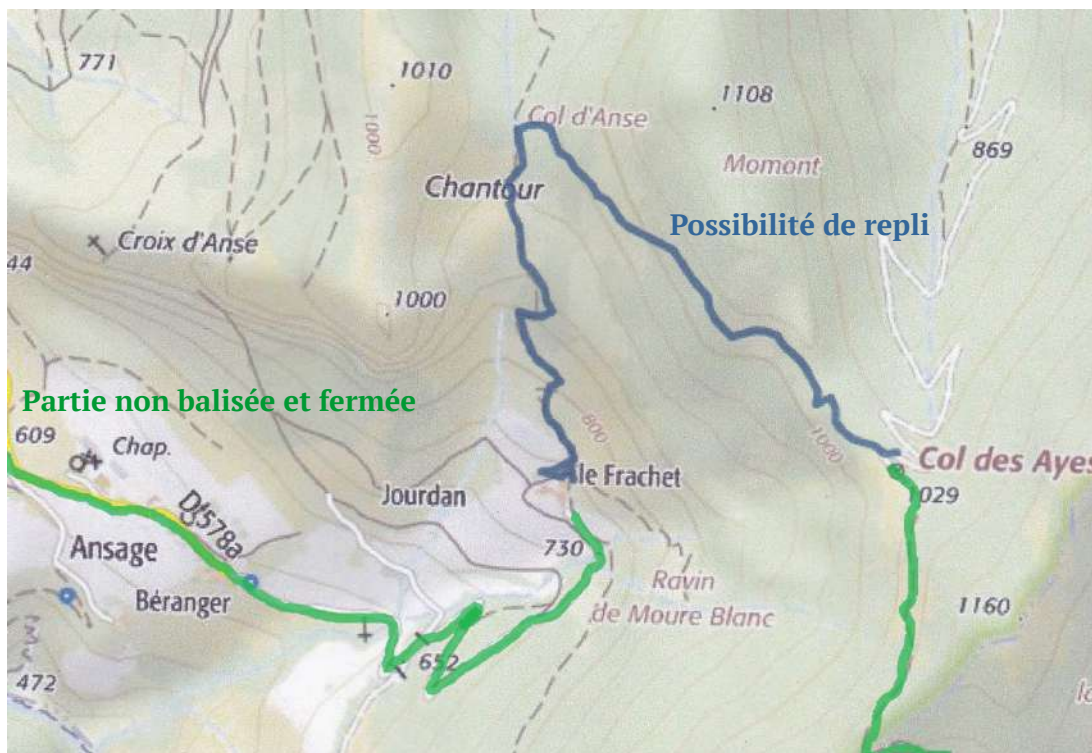 771
1010
1108
Col d'Anse
1000
869
Momont
Chantour
Possibilité de repli
Croix d'Anse
44
1000
Partie non balisée et fermée
609
Chap.
800
1000
Col des Ayes
1029
le Frachet
Jourdan
D 578a
730
Ansage
Béranger
Ravin
de Moure Blanc
1160
652
472